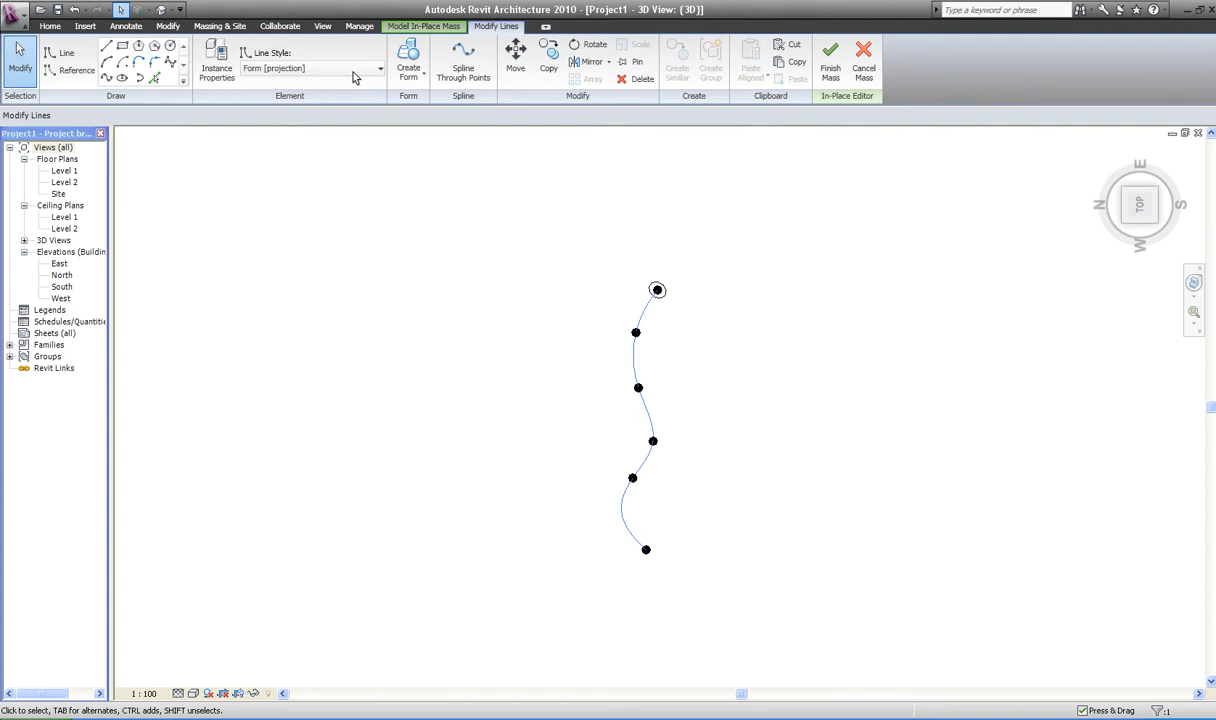 Autodesk Revit Architecture 2010 - [Project1 - 3D View: {3D}]
Type a keyword or phrase
Home Insert Annotate Modify Massing & Site Collaborate View Manage Model In-Place Mass Modify Lines
Modify
Line
Reference
Instance
Properties
Line Style:
Form [projection]
Create
Form
Spline
Through Points
Move
Copy
Rotate
Mirror
Array
Scale
Pin
Delete
Create
Similar
Create
Group
Paste
Aligned
Cut
Copy
Paste
Finish
Mass
Cancel
Mass
Selection Draw Element Form Spline Modify Create Clipboard In-Place Editor
Modify Lines
Project1 - Project br...
Views (all)
Floor Plans
Level 1
Level 2
Site
Ceiling Plans
Level 1
Level 2
3D Views
Elevations (Buildin
East
North
South
West
Legends
Schedules/Quantitie
Sheets (all)
Families
Groups
Revit Links
E
N TOP S
W
1 : 100
Click to select, TAB for alternates, CTRL adds, SHIFT unselects.
Press & Drag
:1